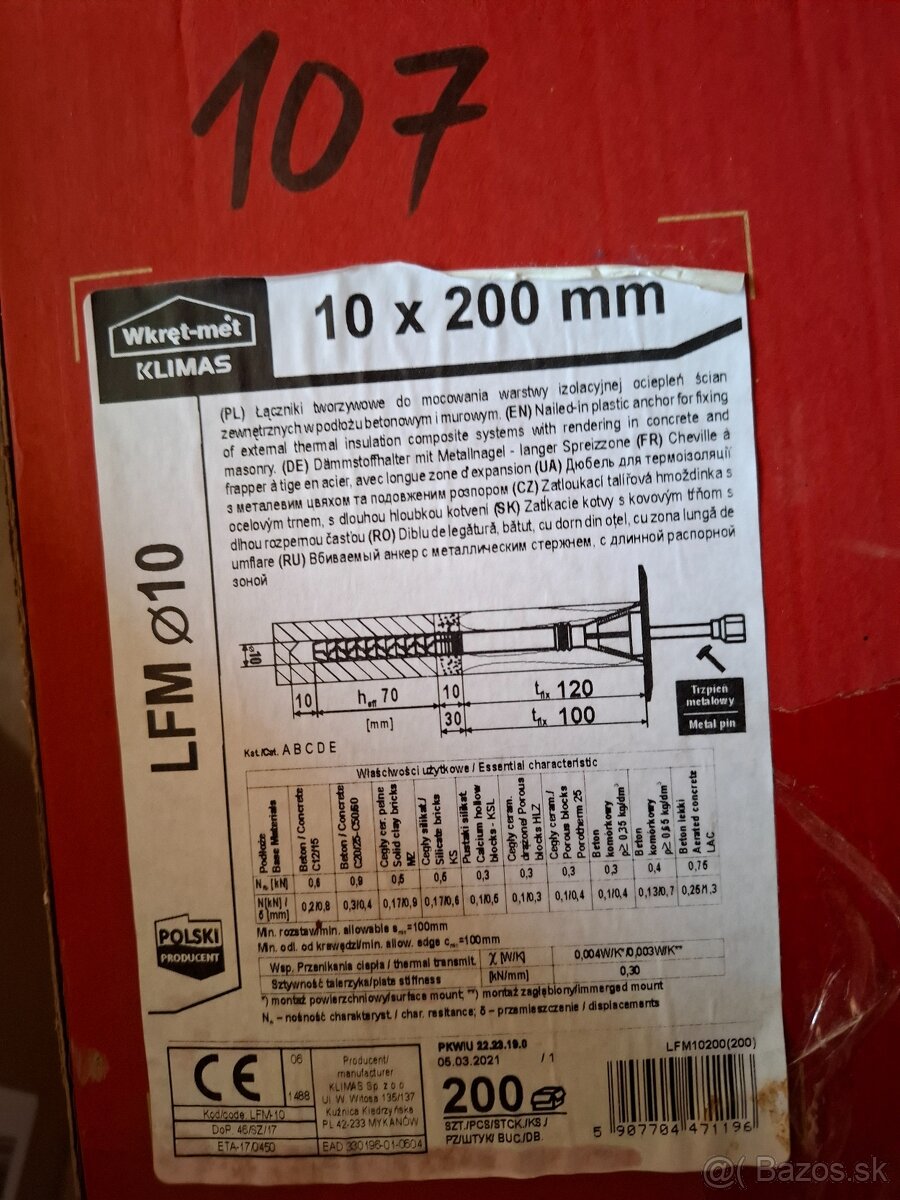 107
Wkręt-mét
KLIMAS
10 x 200 mm
LFM ⌀10
(PL) Łączniki tworzywowe do mocowania warstwy izolacyjnej ociepleń ścian
zewnętrznych w podłożu betonowym i murowym. (EN) Nailed-in plastic anchor for fixing
of external thermal insulation composite systems with rendering in concrete and
masonry. (DE) Dämmstoffhalter mit Metallnagel - langer Spreizzone (FR) Cheville à
frapper à tige en acier, avec longue zone d'expansion (UA) Дюбель для термоізоляції
з металевим цвяхом та подовженим розпором (CZ) Zatloukací talířová hmoždinka s
ocelovým trnem, s dlouhou hloubkou kotvení (SK) Zatĺkacie kotvy s kovovým tŕňom s
dlhou rozpernou časťou (RO) Diblu de legătură, bătut, cu dorn din oțel, cu zona lungă de
umflare (RU) Вбиваемый анкер с металлическим стержнем, с длинной распорной
зоной
⌀10
10 heff 70 10 tfix 120
[mm] 30 tfix 100
Trzpień
metalowy
Metal pin
Kat./Cat. A B C D E
Właściwości użytkowe / Essential characteristic
Podłoże
Base Materials
Beton / Concrete
C12/15
Beton / Concrete
C20/25-C50/60
Cegły cer. pełne
Solid clay bricks
MZ
Cegły silikat./
Silicate bricks
KS
Pustaki silikat.
Calcium hollow
blocks - KSL
Cegły ceram.
drążone/Porous
blocks HLZ
Cegły ceram./
Porous blocks
Porotherm 25
Beton
komórkowy
p≥ 0,35 kg/dm³
Beton
komórkowy
p≥ 0,65 kg/dm³
Beton lekki
Aerated concrete
LAC
[kN] 0,6 0,9 0,5 0,5 0,3 0,3 0,3 0,3 0,4 0,75
N[kN] /
δ [mm] 0,2/0,8 0,3/0,4 0,17/0,9 0,17/0,6 0,1/0,5 0,1/0,3 0,1/0,4 0,1/0,4 0,13/0,7 0,25/1,3
Min. rozstaw/min. allowable smin=100mm
Min. odl. od krawędzi/min. allow. edge cmin=100mm
Wsp. Przenikania ciepła / thermal transmit. χ [W/K] 0,004W/K*/0,003W/K**
Sztywność talerzyka/plate stiffness [kN/mm] 0,30
*) montaż powierzchniowy/surface mount, **) montaż zagłębiony/immerged mount
– nośność charakteryst. / char. resitance; δ – przemieszczenie / displacements
POLSKI
PRODUCENT
CE
06
1488
Kod/code: LFM-10
DoP: 46/SZ/17
ETA-17/0450
Producent/
manufacturer
KLIMAS Sp. z o.o.
Ul. W. Witosa 135/137
Kuźnica Kiedrzyńska
PL 42-233 MYKANÓW
EAD 330196-01-0604
PKWiU 22.23.19.0
05.03.2021 / 1
200
SZT./PCS/STCK./KS./
PZ/ШТУК/ BUC./DB.
LFM10200(200)
5 907704 471196
@( Bazos.sk